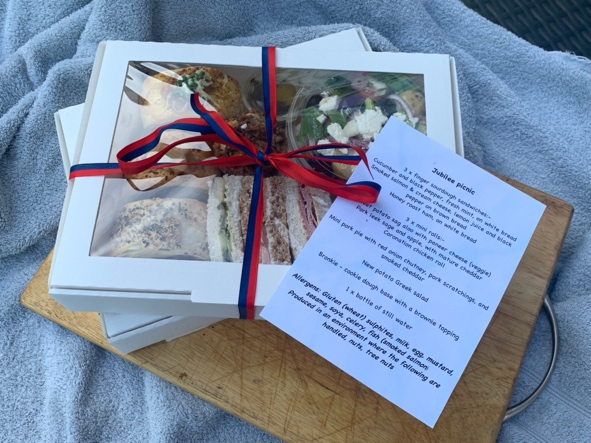 Jubilee picnic
3 x finger sourdough sandwiches:-
Cucumber and black pepper, fresh mint, on white bread
Smoked salmon & cream cheese, lemon juice and black
pepper on brown bread
Honey roast ham, on white bread
3 x mini rolls:-
potato sag aloo with paneer cheese (veggie)
Pork leek sage and apple, with mature cheddar
Coronation chicken roll
Mini pork pie with red onion chutney, pork scratchings, and
smoked cheddar
New potato Greek salad
Bronkie - cookie dough base with a brownie topping
1 x bottle of still water
Allergens: Gluten (wheat) sulphites, milk, egg, mustard,
sesame, soya, celery, fish (smoked salmon
Produced in an environment where the following are
handled, nuts, tree nuts